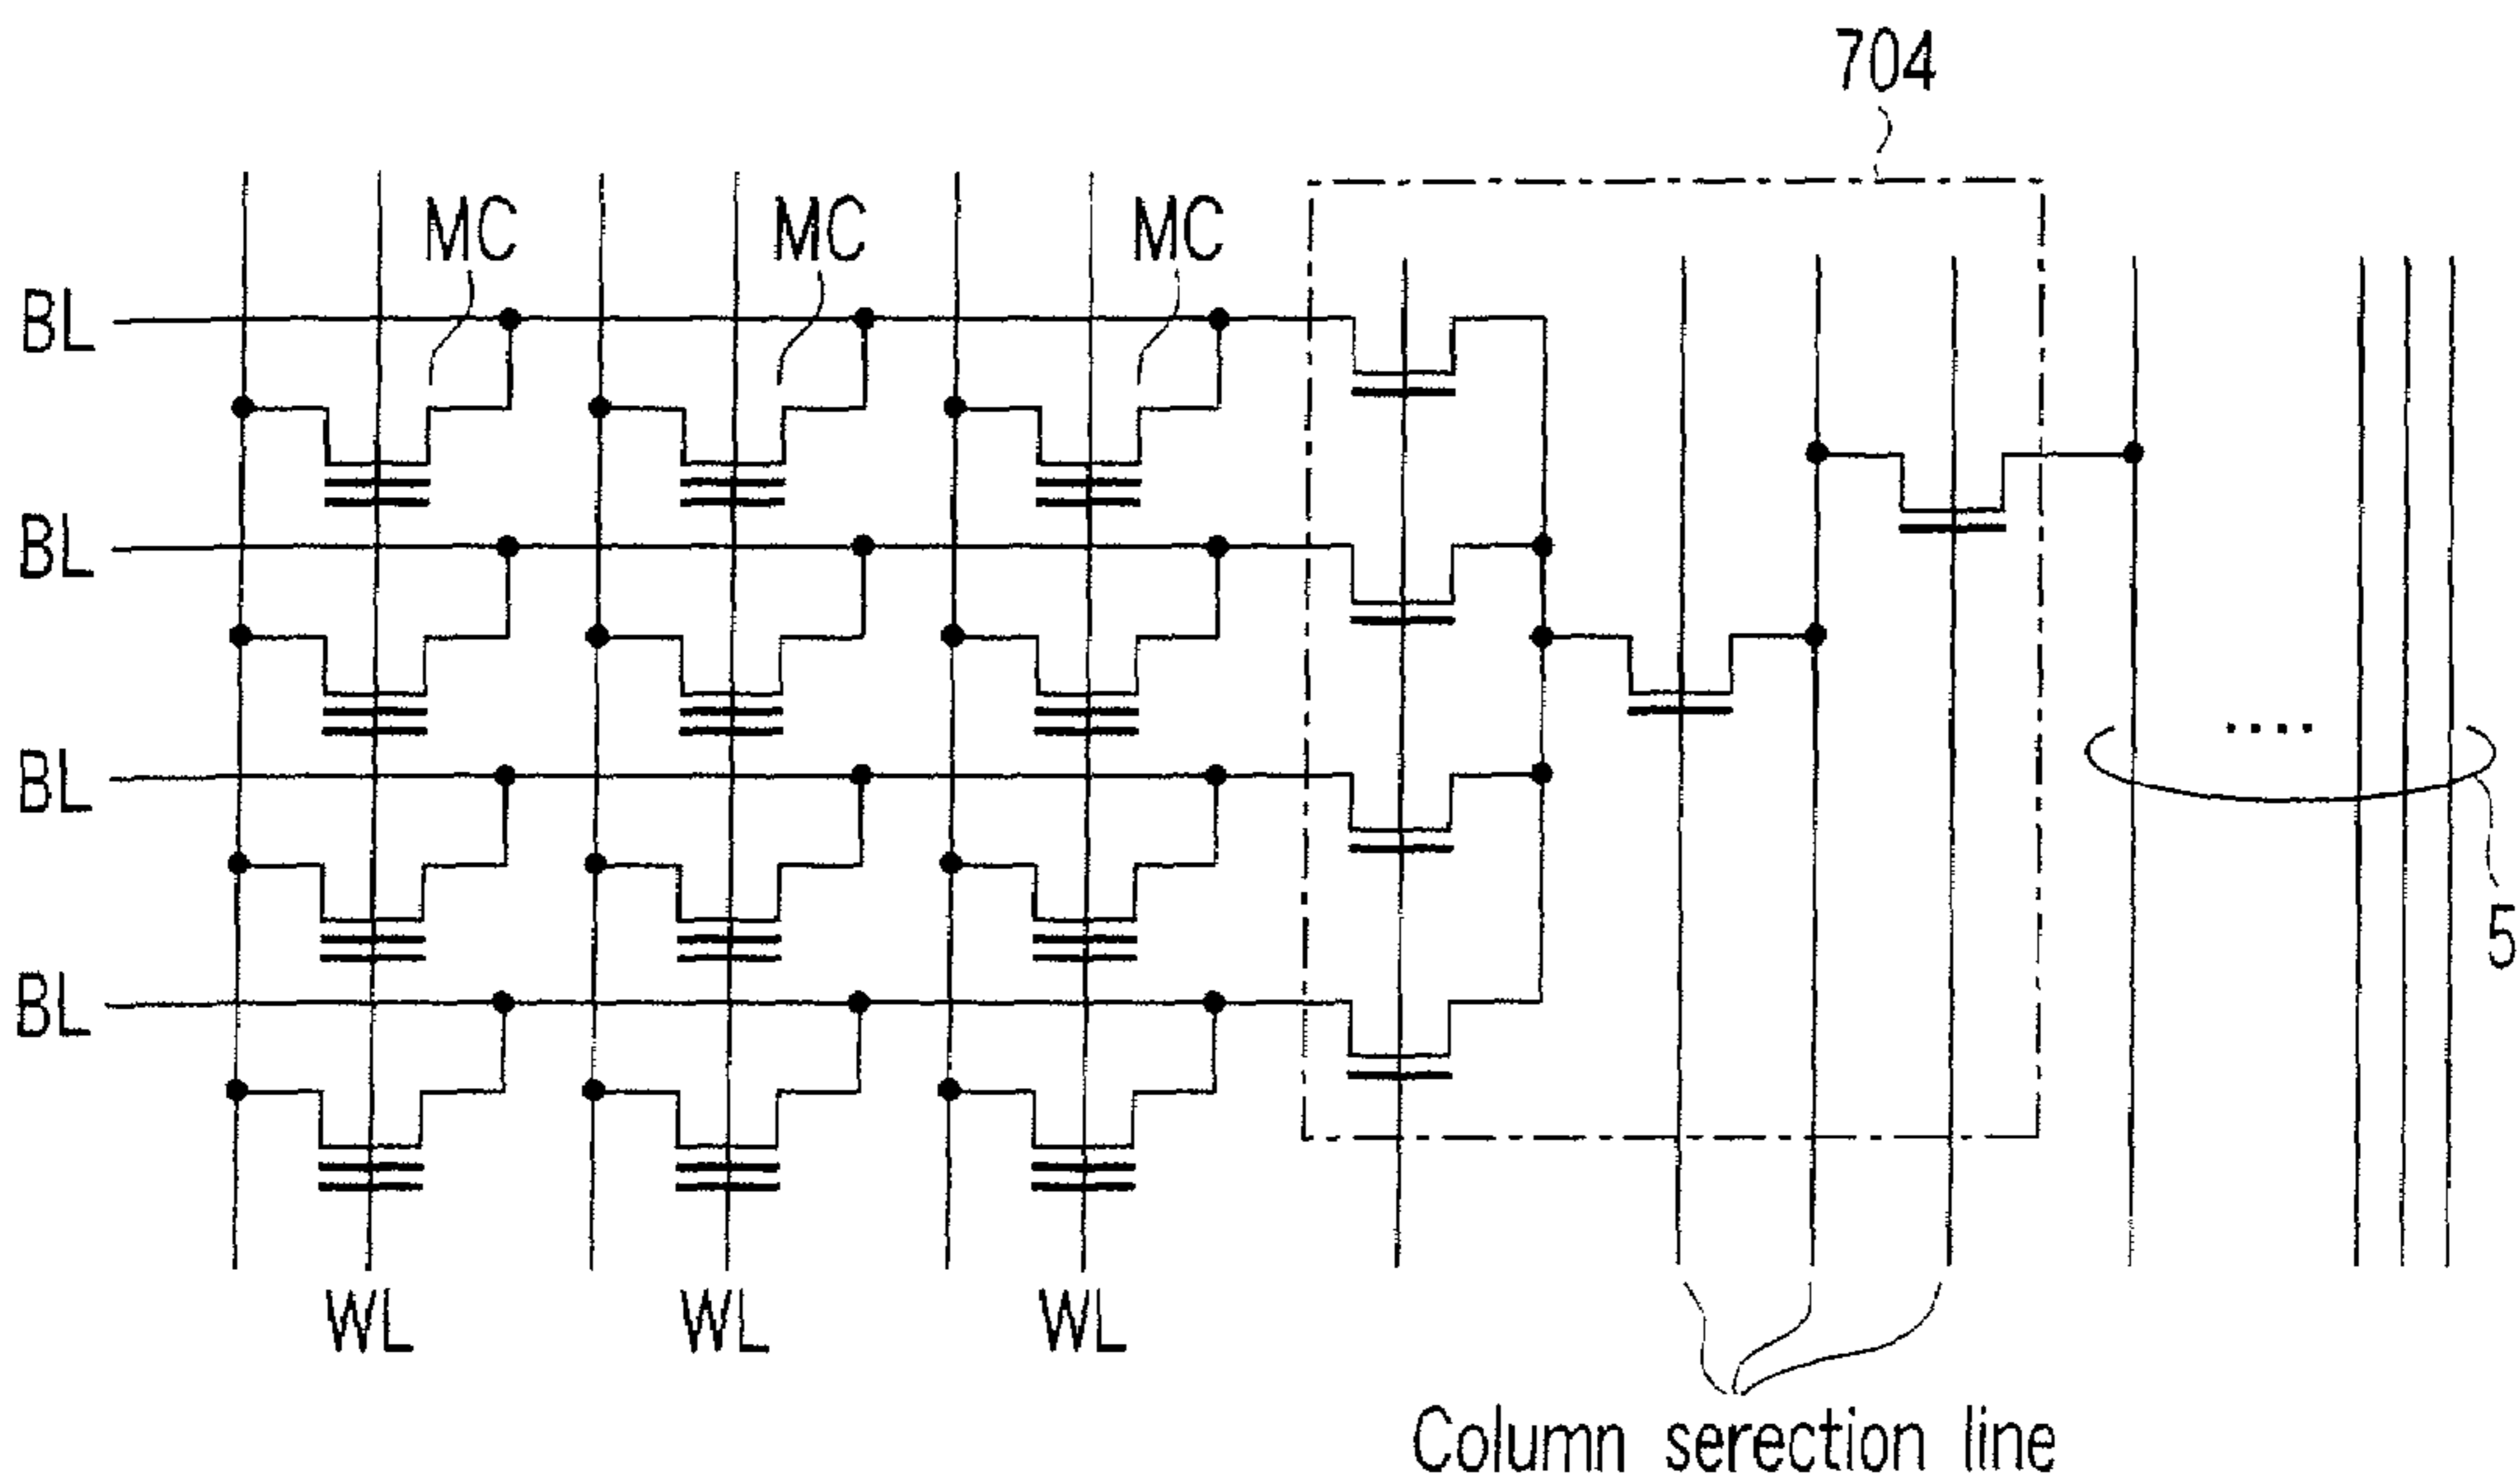 704
MC MC MC
BL
BL
BL
5
BL
WL WL WL
Column serection line